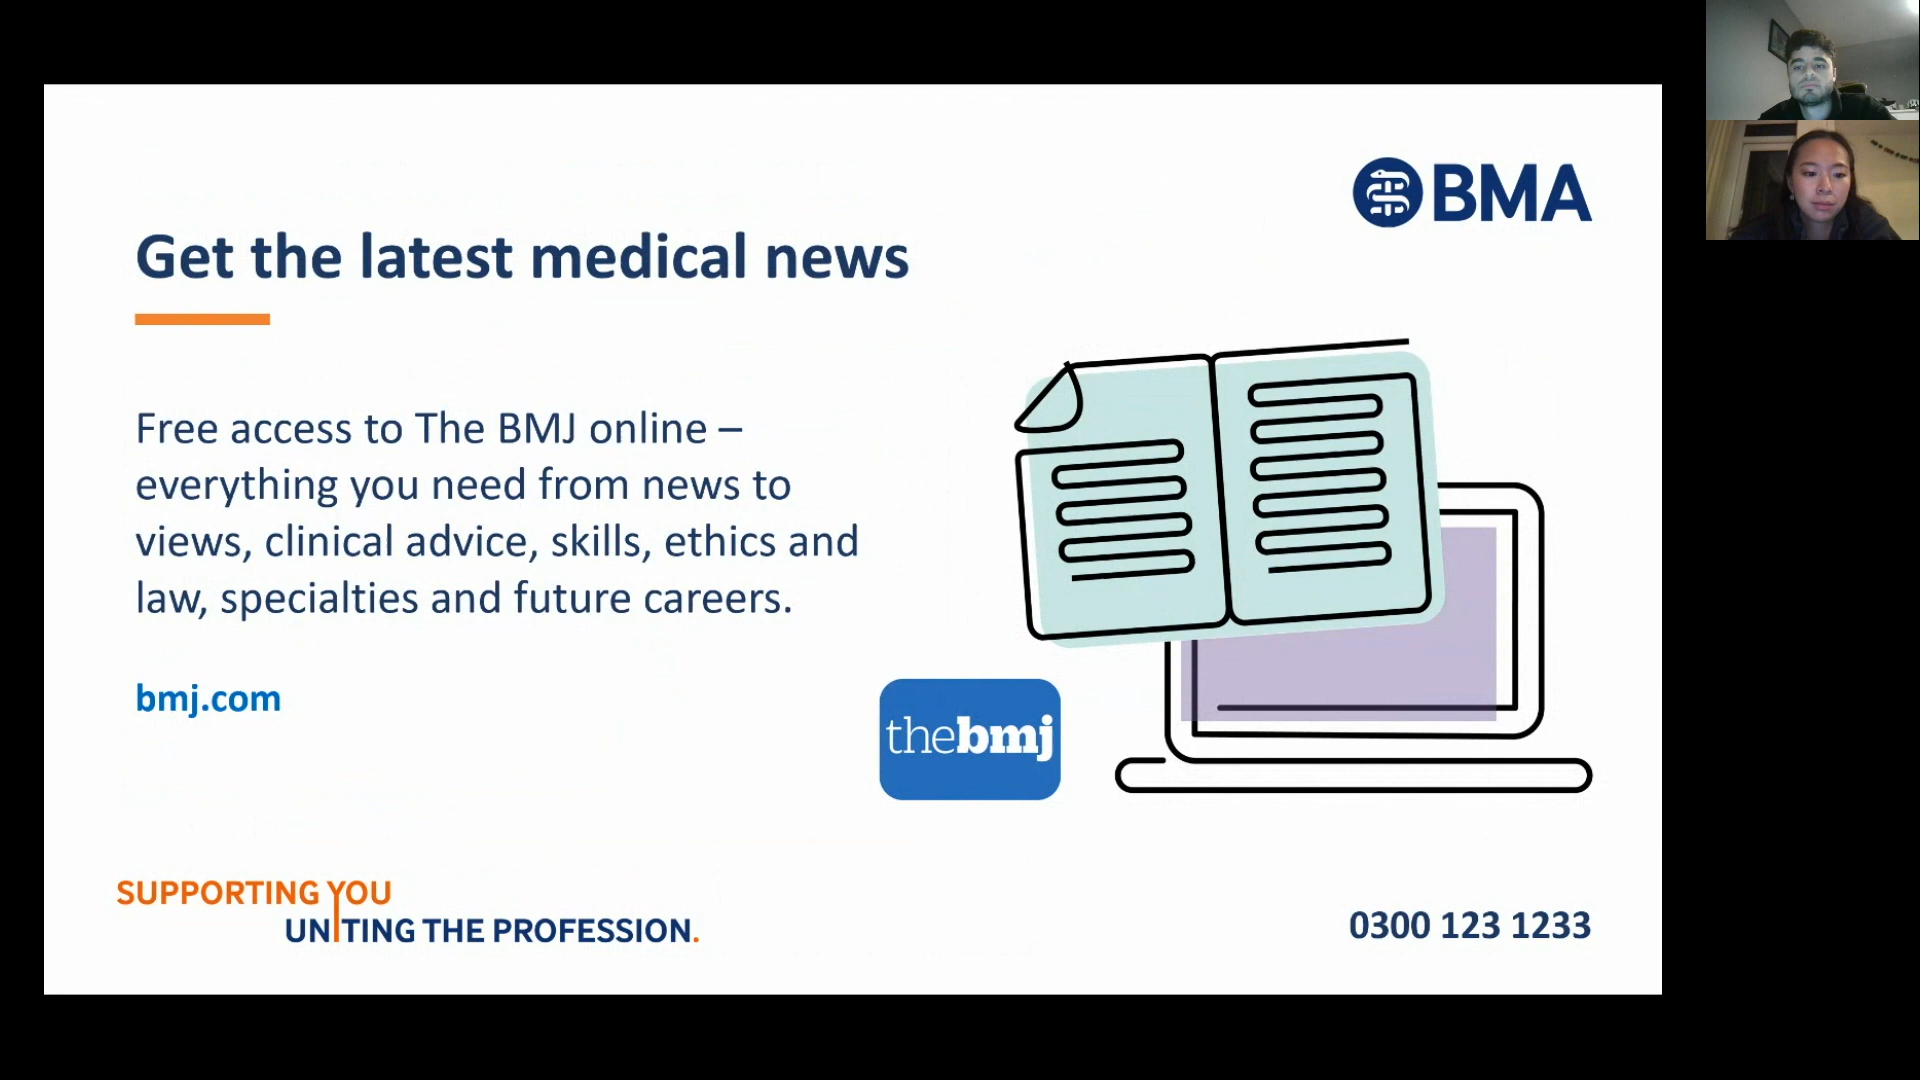 BMA
Get the latest medical news
Free access to The BMJ online –
everything you need from news to
views, clinical advice, skills, ethics and
law, specialties and future careers.
bmj.com
thebmj
SUPPORTING YOU
UNITING THE PROFESSION.
0300 123 1233